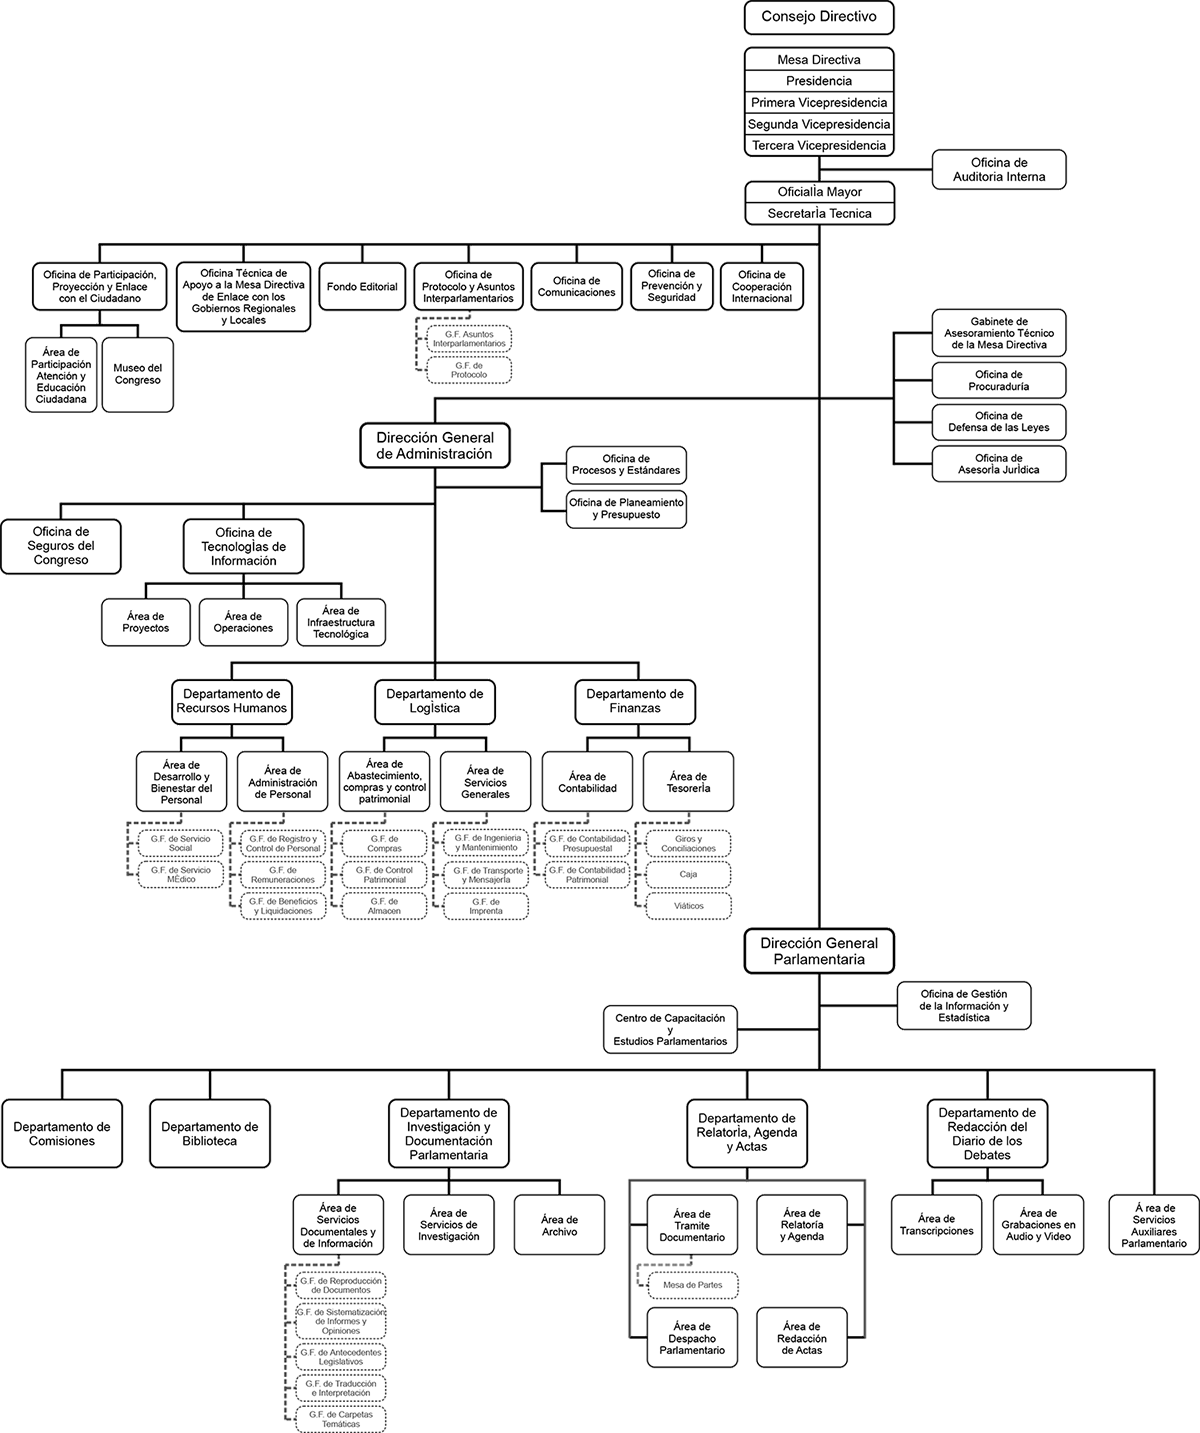 Consejo Directivo
Mesa Directiva
Presidencia
Primera Vicepresidencia
Segunda Vicepresidencia
Tercera Vicepresidencia
Oficina de
Auditoria Interna
OficialÌa Mayor
SecretarÌa Tecnica
Oficina de Participación,
Proyección y Enlace
con el Ciudadano
Oficina Técnica de
Apoyo a la Mesa Directiva
de Enlace con los
Gobiernos Regionales
y Locales
Fondo Editorial
Oficina de
Protocolo y Asuntos
Interparlamentarios
Oficina de
Comunicaciones
Oficina de
Prevención y
Seguridad
Oficina de
Cooperación
Internacional
Área de
Participación
Atención y
Educación
Ciudadana
Museo del
Congreso
G.F. Asuntos
Interparlamentarios
G.F. de
Protocolo
Gabinete de
Asesoramiento Técnico
de la Mesa Directiva
Oficina de
Procuraduría
Oficina de
Defensa de las Leyes
Oficina de
AsesorÌa JurÌdica
Dirección General
de Administración
Oficina de
Procesos y Estándares
Oficina de Planeamiento
y Presupuesto
Oficina de
Seguros del
Congreso
Oficina de
TecnologÌas de
Información
Área de
Proyectos
Área de
Operaciones
Área de
Infraestructura
Tecnológica
Departamento de
Recursos Humanos
Departamento de
LogÌstica
Departamento de
Finanzas
Área de
Desarrollo y
Bienestar del
Personal
Área de
Administración
de Personal
Área de
Abastecimiento,
compras y control
patrimonial
Área de
Servicios
Generales
Área de
Contabilidad
Área de
TesorerÌa
G.F. de Servicio
Social
G.F. de Servicio
MÈdico
G.F. de Registro y
Control de Personal
G.F. de
Remuneraciones
G.F. de Beneficios
y Liquidaciones
G.F. de
Compras
G.F. de Control
Patrimonial
G.F. de
Almacen
G.F. de Ingenieria
y Mantenimiento
G.F. de Transporte
y MensajerÌa
G.F. de
Imprenta
G.F. de Contabilidad
Presupuestal
G.F. de Contabilidad
Patrimonial
Giros y
Conciliaciones
Caja
Viáticos
Dirección General
Parlamentaria
Oficina de Gestión
de la Información y
Estadística
Centro de Capacitación
y
Estudios Parlamentarios
Departamento de
Comisiones
Departamento de
Biblioteca
Departamento de
Investigación y
Documentación
Parlamentaria
Departamento de
RelatorÌa, Agenda
y Actas
Departamento de
Redacción del
Diario de los
Debates
Área de
Servicios
Documentales y
de Información
Área de
Servicios de
Investigación
Área de
Archivo
Área de
Tramite
Documentario
Área de
Relatoría
y Agenda
Área de
Transcripciones
Área de
Grabaciones en
Audio y Video
Á rea de
Servicios
Auxiliares
Parlamentario
G.F. de Reproducción
de Documentos
G.F. de Sistematización
de Informes y
Opiniones
G.F. de Antecedentes
Legislativos
G.F. de Traducción
e Interpretación
G.F. de Carpetas
Temáticas
Mesa de Partes
Área de
Despacho
Parlamentario
Área de
Redacción
de Actas